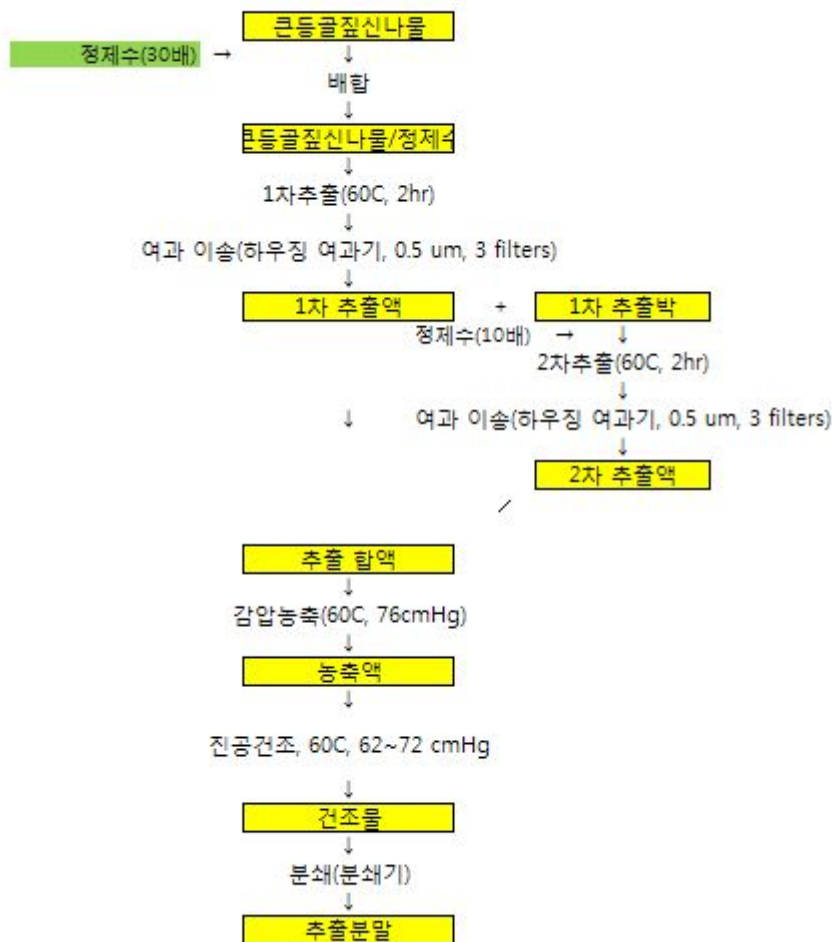 큰등골짚신나물
정제수(30배) →
↓
배합
↓
큰등골짚신나물/정제수
↓
1차추출(60C, 2hr)
↓
여과 이송(하우징 여과기, 0.5 um, 3 filters)
↓
1차 추출액 + 1차 추출박
정제수(10배) → ↓
2차추출(60C, 2hr)
↓
↓ 여과 이송(하우징 여과기, 0.5 um, 3 filters)
↓
2차 추출액
↙
추출 합액
↓
감압농축(60C, 76cmHg)
↓
농축액
↓
진공건조, 60C, 62~72 cmHg
↓
건조물
↓
분쇄(분쇄기)
↓
추출분말